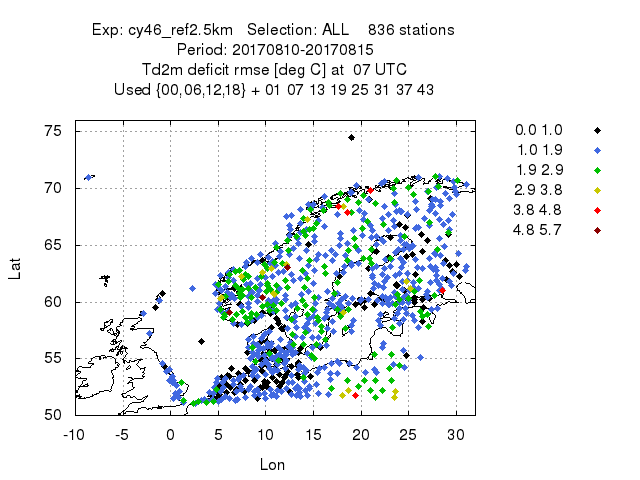 Exp: cy46_ref2.5km   Selection: ALL    836 stations
Period: 20170810-20170815
Td2m deficit rmse [deg C] at  07 UTC
Used {00,06,12,18} + 01 07 13 19 25 31 37 43
0.0 1.0
1.0 1.9
1.9 2.9
2.9 3.8
3.8 4.8
4.8 5.7
75
70
65
60
55
50
Lat
-10 -5 0 5 10 15 20 25 30
Lon